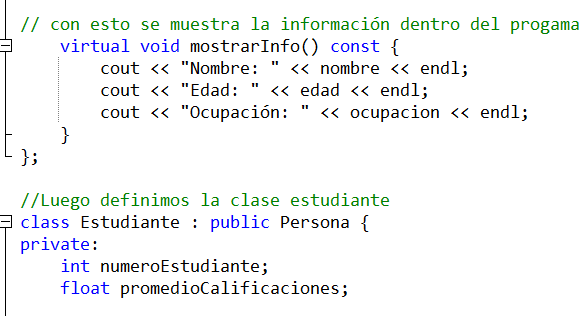 // con esto se muestra la información dentro del progama
virtual void mostrarInfo() const {
cout << "Nombre: " << nombre << endl;
cout << "Edad: " << edad << endl;
cout << "Ocupación: " << ocupacion << endl;
}
};
//Luego definimos la clase estudiante
class Estudiante : public Persona {
private:
int numeroEstudiante;
float promedioCalificaciones;